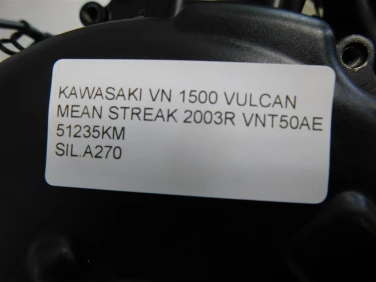 KAWASAKI VN 1500 VULCAN
MEAN STREAK 2003R VNT50AE
51235KM
SIL.A270